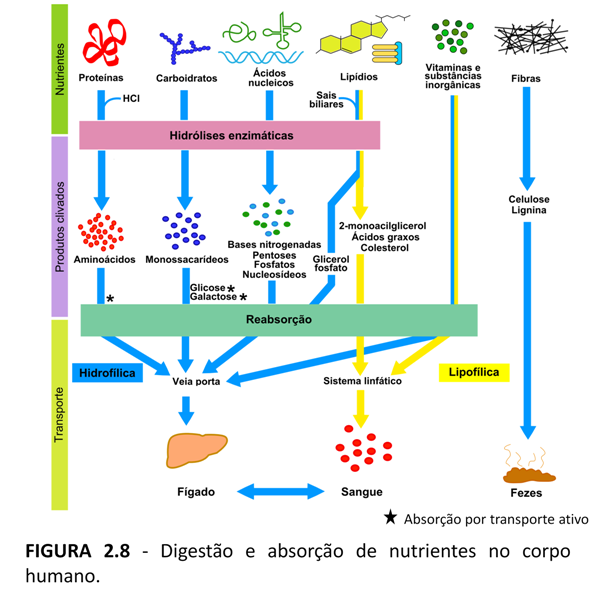 Nutrientes
Proteínas
Carboidratos
Ácidos
nucleicos
Lipídios
Vitaminas e
substâncias
inorgânicas
Fibras
HCl
Sais
biliares
Hidrólises enzimáticas
Produtos clivados
Aminoácidos
Monossacarídeos
Bases nitrogenadas
Pentoses
Fosfatos
Nucleosídeos
Glicerol
fosfato
2-monoacilglicerol
Ácidos graxos
Colesterol
Celulose
Lignina
★
Glicose ★
Galactose ★
Reabsorção
Transporte
Hidrofílica
Veia porta
Sistema linfático
Lipofílica
Fígado
Sangue
Fezes
★ Absorção por transporte ativo
FIGURA 2.8 - Digestão e absorção de nutrientes no corpo
humano.